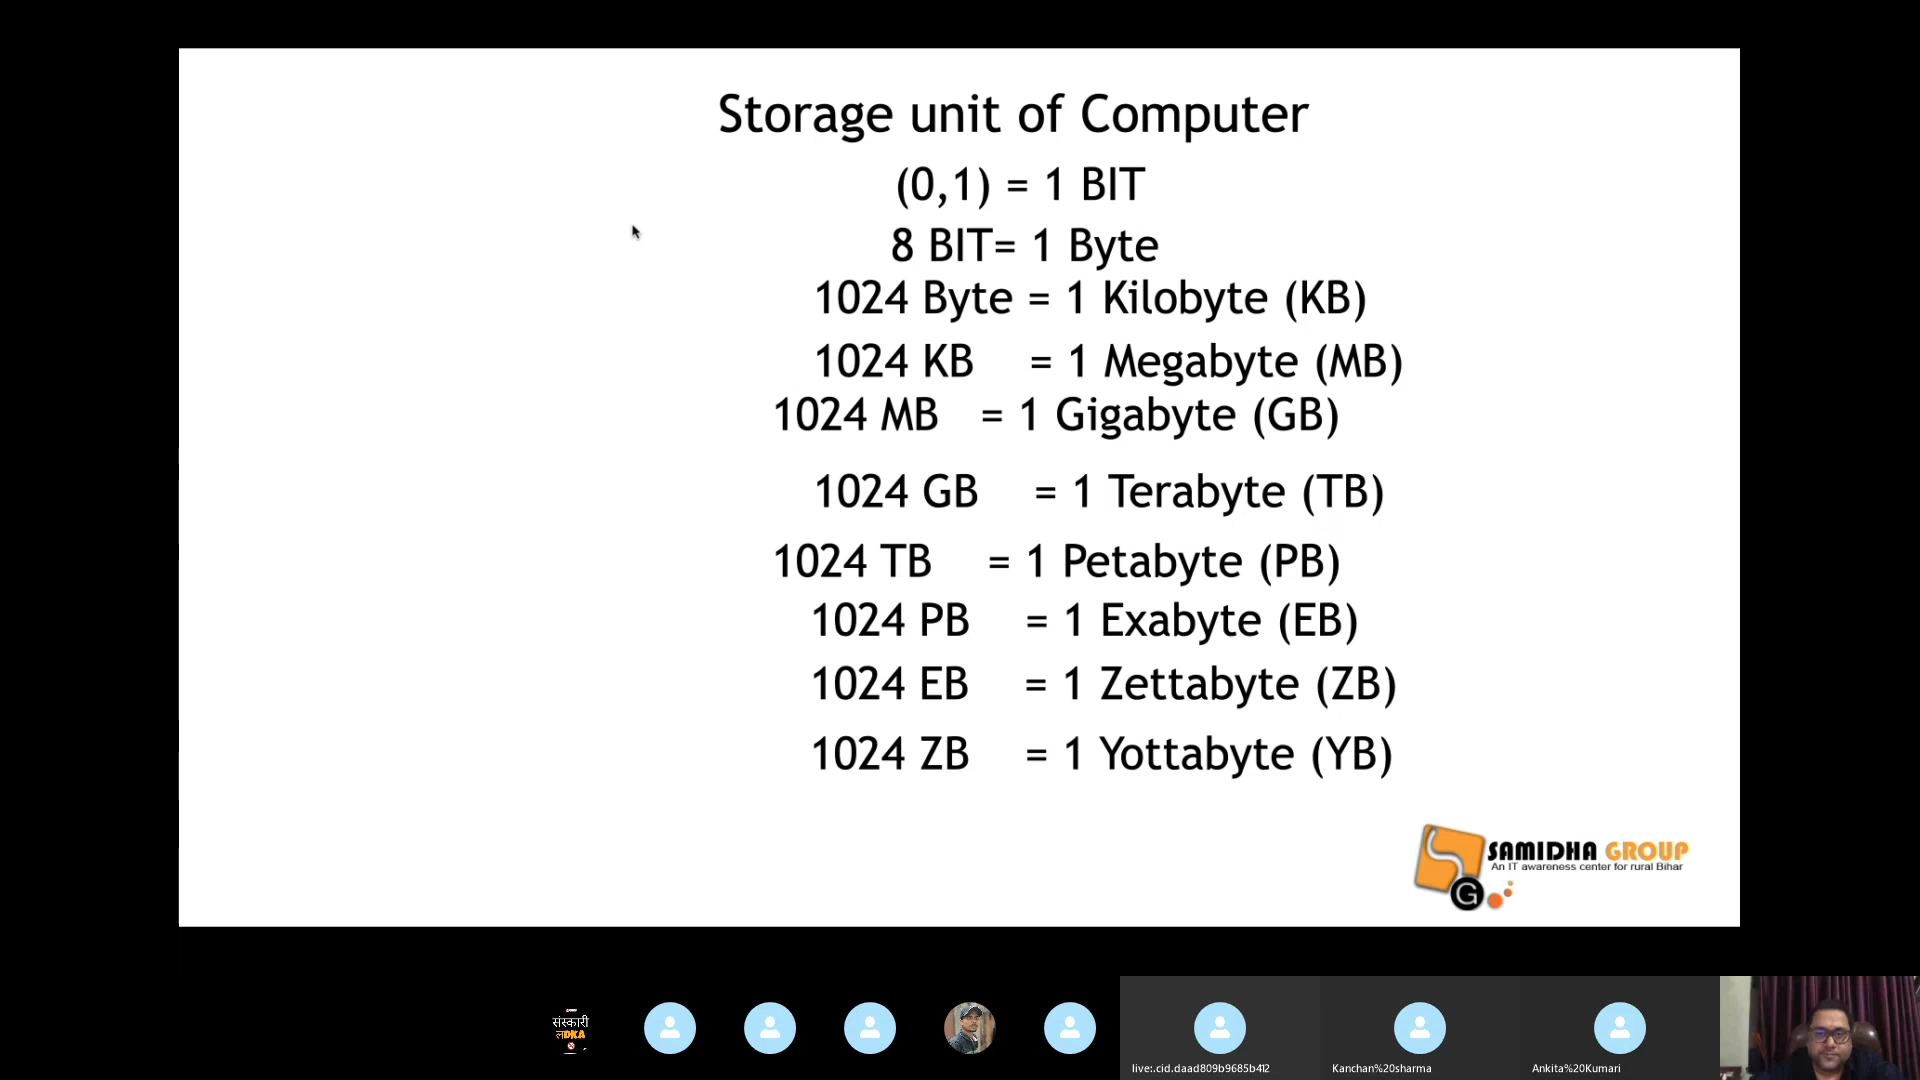 Storage unit of Computer
(0,1) = 1 BIT
8 BIT= 1 Byte
1024 Byte = 1 Kilobyte (KB)
1024 KB = 1 Megabyte (MB)
1024 MB = 1 Gigabyte (GB)
1024 GB = 1 Terabyte (TB)
1024 TB = 1 Petabyte (PB)
1024 PB = 1 Exabyte (EB)
1024 EB = 1 Zettabyte (ZB)
1024 ZB = 1 Yottabyte (YB)
SAMIDHA GROUP
An IT awareness center for rural Bihar
G
संस्कारी
लDKA
live:.cid.daad809b9685b412
Kanchan%20sharma
Ankita%20Kumari